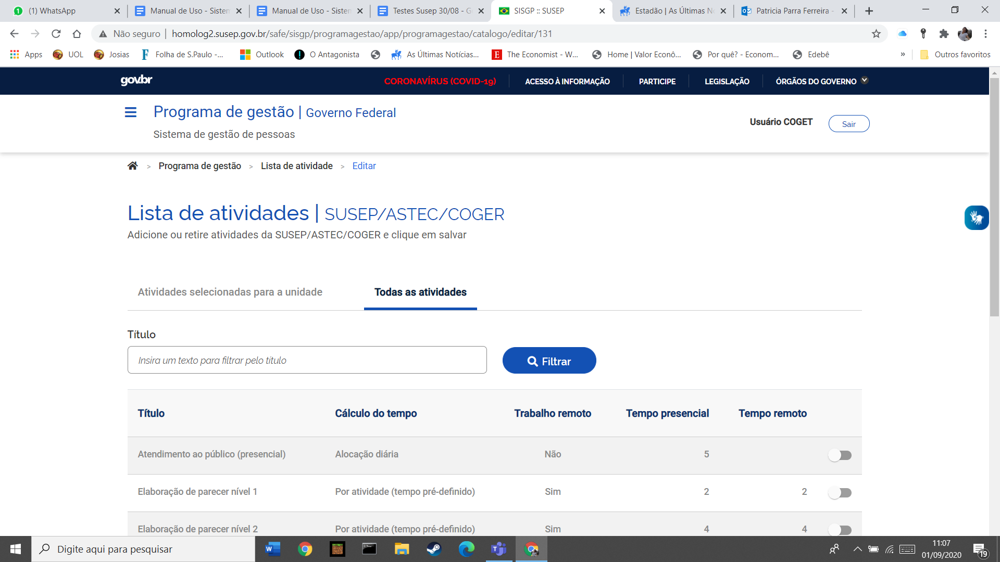 (1) WhatsApp
Manual de Uso - Sistem
Manual de Uso - Sistem
Testes Susep 30/08 - G
SISGP :: SUSEP
Estadão | As Últimas N
Patricia Parra Ferreira -
Não seguro | homolog2.susep.gov.br/safe/sisgp/programagestao/app/programagestao/catalogo/editar/131
Apps
UOL
Josias
Folha de S.Paulo -...
Outlook
O Antagonista
As Últimas Notícias...
The Economist - W...
Home | Valor Econô...
Por quê? - Econom...
Edebê
»
Outros favoritos
gov.br
CORONAVÍRUS (COVID-19)
ACESSO À INFORMAÇÃO
PARTICIPE
LEGISLAÇÃO
ÓRGÃOS DO GOVERNO
Programa de gestão | Governo Federal
Sistema de gestão de pessoas
Usuário COGET
Sair
> Programa de gestão > Lista de atividade > Editar
Lista de atividades | SUSEP/ASTEC/COGER
Adicione ou retire atividades da SUSEP/ASTEC/COGER e clique em salvar
Atividades selecionadas para a unidade
Todas as atividades
Título
Insira um texto para filtrar pelo título
Filtrar
Título Cálculo do tempo Trabalho remoto Tempo presencial Tempo remoto
Atendimento ao público (presencial) Alocação diária Não 5
Elaboração de parecer nível 1 Por atividade (tempo pré-definido) Sim 2 2
Elaboração de parecer nível 2 Por atividade (tempo pré-definido) Sim 4 4
Digite aqui para pesquisar
11:07
01/09/2020
19